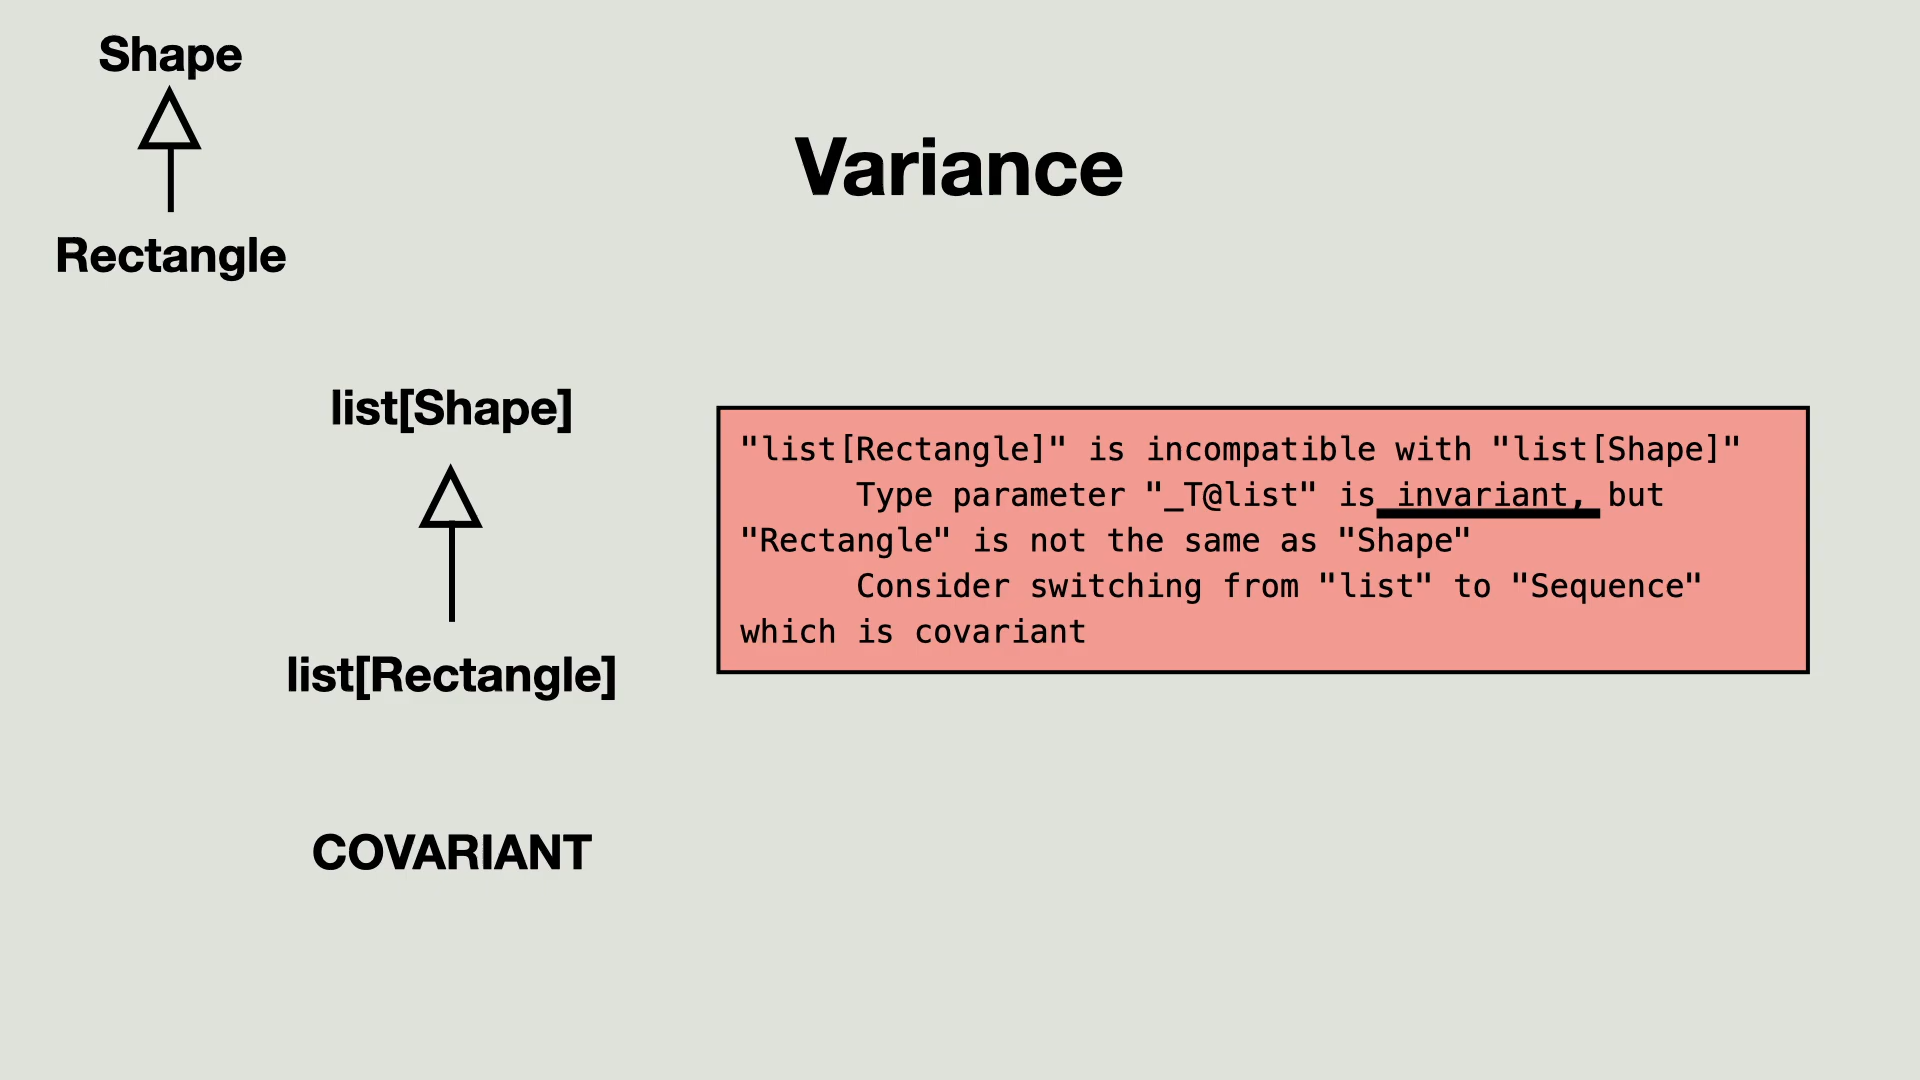 Shape
Variance
Rectangle
list[Shape]
list[Rectangle]
"list[Rectangle]" is incompatible with "list[Shape]"
Type parameter "_T@list" is invariant, but
"Rectangle" is not the same as "Shape"
Consider switching from "list" to "Sequence"
which is covariant
COVARIANT